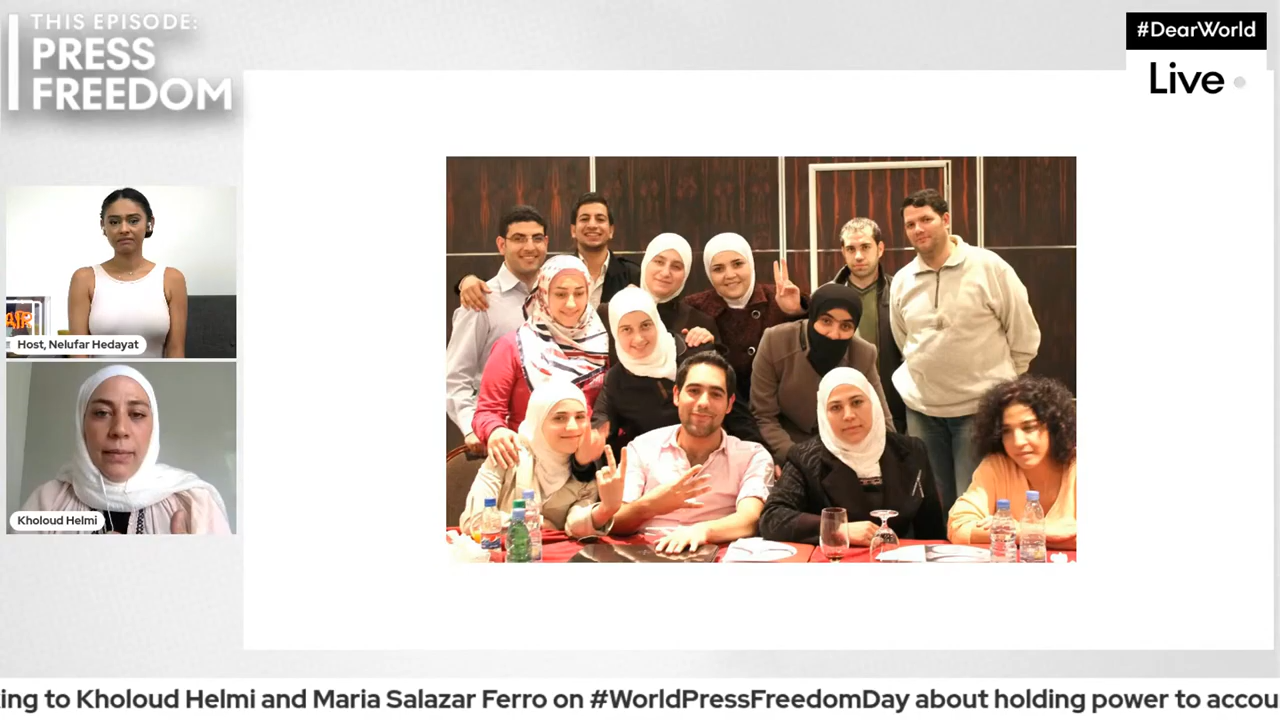 THIS EPISODE:
PRESS
FREEDOM
#DearWorld
Live
Host, Nelufar Hedayat
Kholoud Helmi
ing to Kholoud Helmi and Maria Salazar Ferro on #WorldPressFreedomDay about holding power to accou